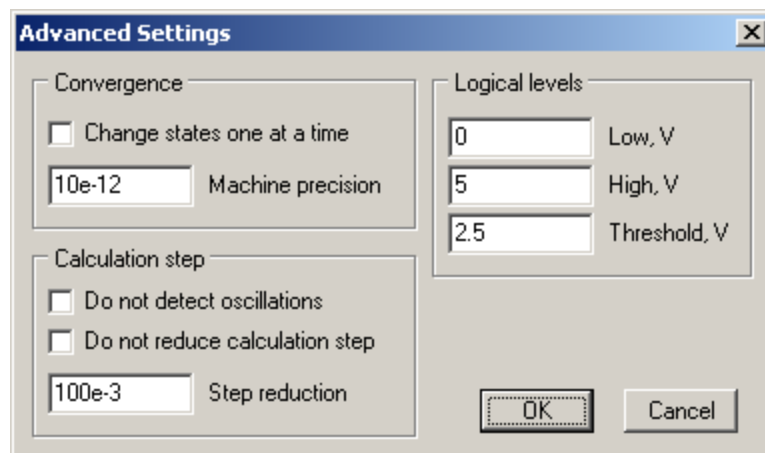 Advanced Settings
Convergence
Change states one at a time
10e-12 Machine precision
Calculation step
Do not detect oscillations
Do not reduce calculation step
100e-3 Step reduction
Logical levels
0 Low, V
5 High, V
2.5 Threshold, V
OK Cancel